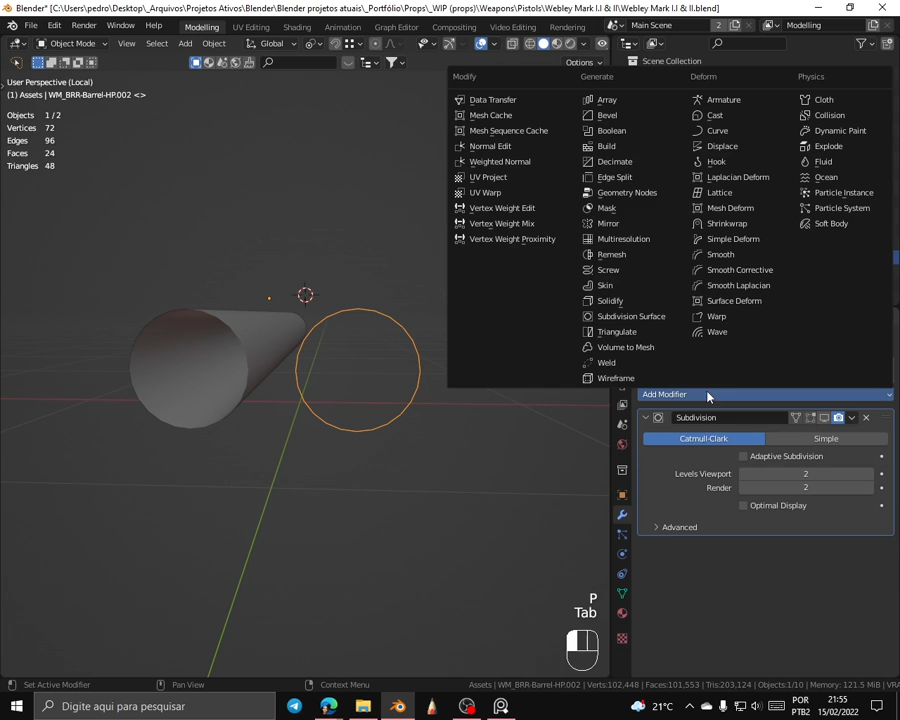 Blender* [C:\Users\pedro\Desktop\_Arquivos\Projetos Ativos\Blender\Blender projetos atuais\_Portfólio\Props\_WIP (props)\Weapons\Pistols\Webley Mark I.I & II\Webley Mark I.I & II.blend]
File Edit Render Window Help Modelling UV Editing Shading Animation Graph Editor Compositing Video Editing Rendering Main Scene 2 Modelling
Object Mode View Select Add Object Global
Options
Scene Collection
User Perspective (Local)
(1) Assets | WM_BRR-Barrel-HP.002 <>
Objects 1/2
Vertices 72
Edges 96
Faces 24
Triangles 48
Modify
Data Transfer
Mesh Cache
Mesh Sequence Cache
Normal Edit
Weighted Normal
UV Project
UV Warp
Vertex Weight Edit
Vertex Weight Mix
Vertex Weight Proximity
Generate
Array
Bevel
Boolean
Build
Decimate
Edge Split
Geometry Nodes
Mask
Mirror
Multiresolution
Remesh
Screw
Skin
Solidify
Subdivision Surface
Triangulate
Volume to Mesh
Weld
Wireframe
Deform
Armature
Cast
Curve
Displace
Hook
Laplacian Deform
Lattice
Mesh Deform
Shrinkwrap
Simple Deform
Smooth
Smooth Corrective
Smooth Laplacian
Surface Deform
Warp
Wave
Physics
Cloth
Collision
Dynamic Paint
Explode
Fluid
Ocean
Particle Instance
Particle System
Soft Body
Add Modifier
Subdivision
Catmull-Clark Simple
Adaptive Subdivision
Levels Viewport 2
Render 2
Optimal Display
Advanced
P
Tab
Set Active Modifier Pan View Context Menu Assets | WM_BRR-Barrel-HP.002 | Verts:102,448 | Faces:101,553 | Tris:203,124 | Objects:1/10 | Memory: 121.5 MiB | VRA
Digite aqui para pesquisar
21°C
POR
PTB2
21:55
15/02/2022